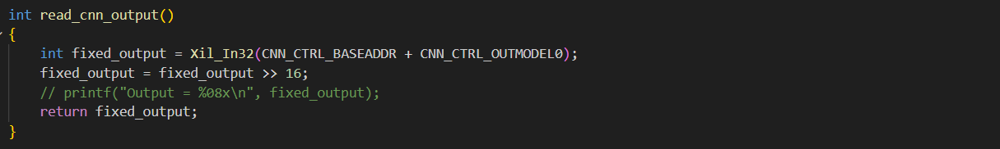 int read_cnn_output()
{
    int fixed_output = Xil_In32(CNN_CTRL_BASEADDR + CNN_CTRL_OUTMODEL0);
    fixed_output = fixed_output >> 16;
    // printf("Output = %08x\n", fixed_output);
    return fixed_output;
}